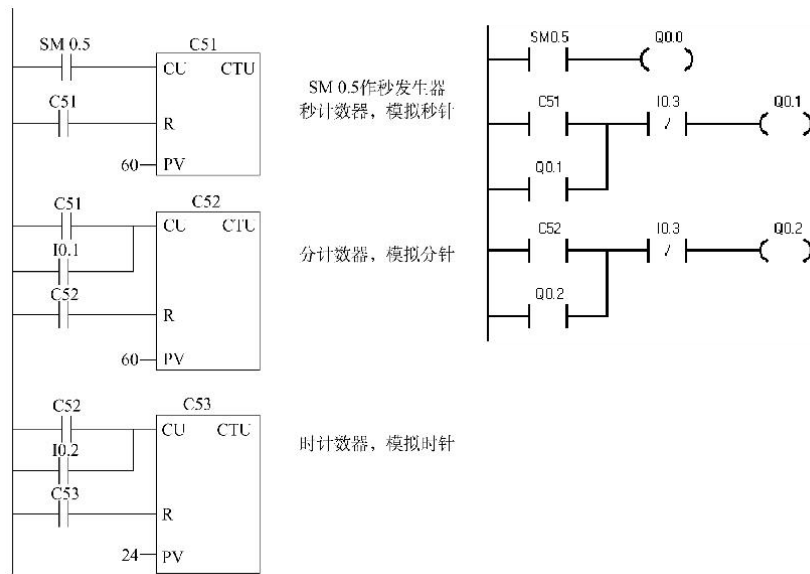 SM 0.5
C51
CU
CTU
C51
R
60
PV
SM 0.5作秒发生器
秒计数器，模拟秒针
C51
C52
CU
CTU
I0.1
C52
R
60
PV
分计数器，模拟分针
C52
C53
CU
CTU
I0.2
C53
R
24
PV
时计数器，模拟时针
SM0.5
Q0.0
C51
I0.3
Q0.1
Q0.1
C52
I0.3
Q0.2
Q0.2